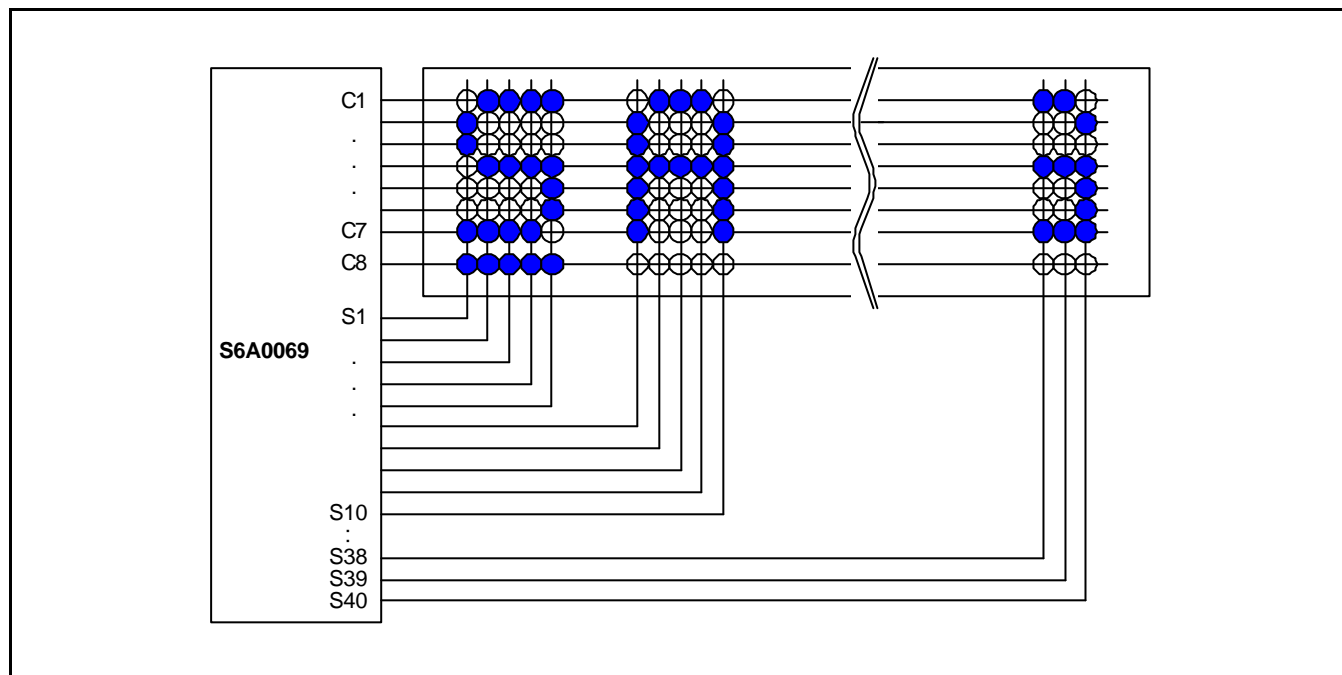 C1
.
.
.
C7
C8
S1
S6A0069
.
.
.
S10
:
S38
S39
S40